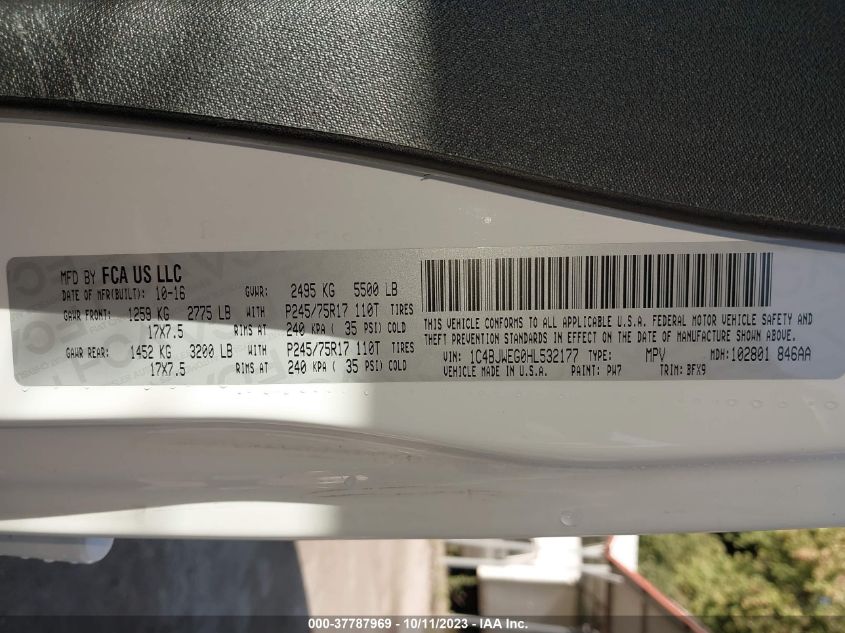 MFD BY FCA US LLC
DATE OF MFR(BUILT): 10-16 GVWR: 2495 KG 5500 LB
GAWR FRONT: 1259 KG 2775 LB WITH P245/75R17 110T TIRES
17X7.5 RIMS AT 240 KPA ( 35 PSI) COLD
GAWR REAR: 1452 KG 3200 LB WITH P245/75R17 110T TIRES
17X7.5 RIMS AT 240 KPA ( 35 PSI) COLD
THIS VEHICLE CONFORMS TO ALL APPLICABLE U.S.A. FEDERAL MOTOR VEHICLE SAFETY AND
THEFT PREVENTION STANDARDS IN EFFECT ON THE DATE OF MANUFACTURE SHOWN ABOVE.
VIN: 1C4BJWEG0HL532177 TYPE: MPV MDH: 102801 846AA
VEHICLE MADE IN U.S.A. PAINT: PW7 TRIM: BFX9
000-37787969 - 10/11/2023 - IAA Inc.